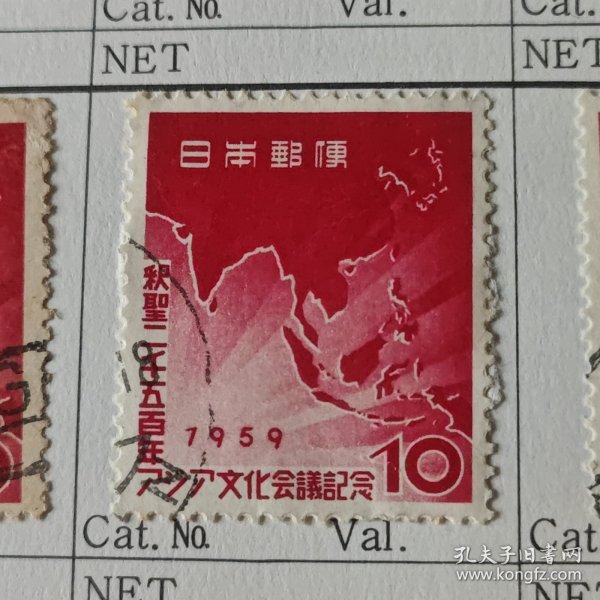 Cat. No. Val. Cat.
NET NET
日本郵便
釈聖二千五百年
1959
アジア文化会議記念 10
18
Cat. No. Val. Cat.
NET NET
孔夫子旧书网
www.kongfz.com